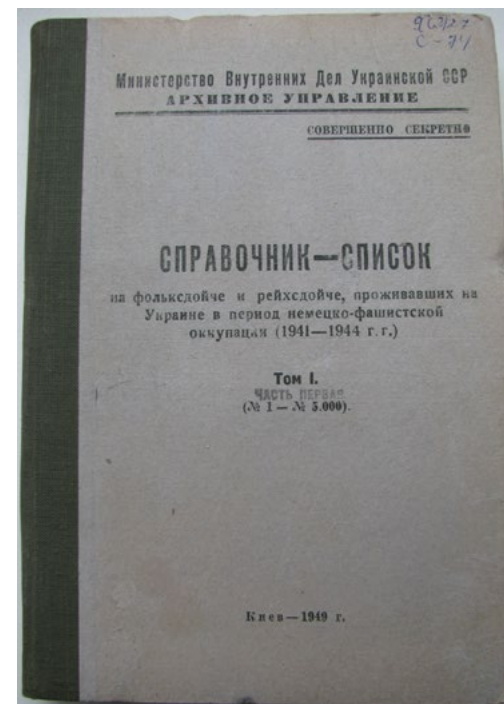 Министерство Внутренних Дел Украинской ССР
АРХИВНОЕ УПРАВЛЕНИЕ
СОВЕРШЕННО СЕКРЕТНО
СПРАВОЧНИК—СПИСОК
на фольксдойче и рейхсдойче, проживавших на
Украине в период немецко-фашистской
оккупации (1941—1944 г.г.)
Том I.
ЧАСТЬ ПЕРВАЯ
(№ 1 — № 5.000).
Киев—1949 г.